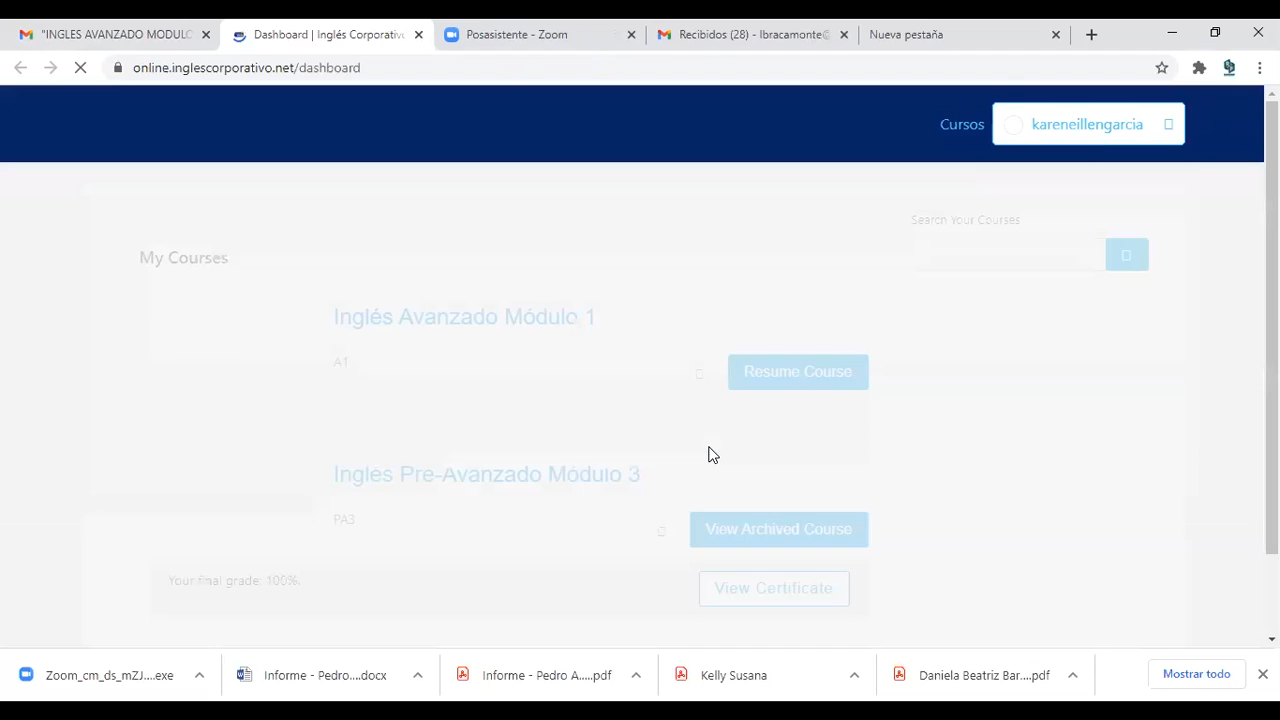 "INGLES AVANZADO MODULO
Dashboard | Inglés Corporativo
Posasistente - Zoom
Recibidos (28) - lbracamonte@
Nueva pestaña
online.inglescorporativo.net/dashboard
Cursos
kareneillengarcia
Search Your Courses
My Courses
Inglés Avanzado Módulo 1
A1
Resume Course
Inglés Pre-Avanzado Módulo 3
PA3
View Archived Course
Your final grade: 100%.
View Certificate
Zoom_cm_ds_mZJ....exe
Informe - Pedro....docx
Informe - Pedro A.....pdf
Kelly Susana
Daniela Beatriz Bar....pdf
Mostrar todo